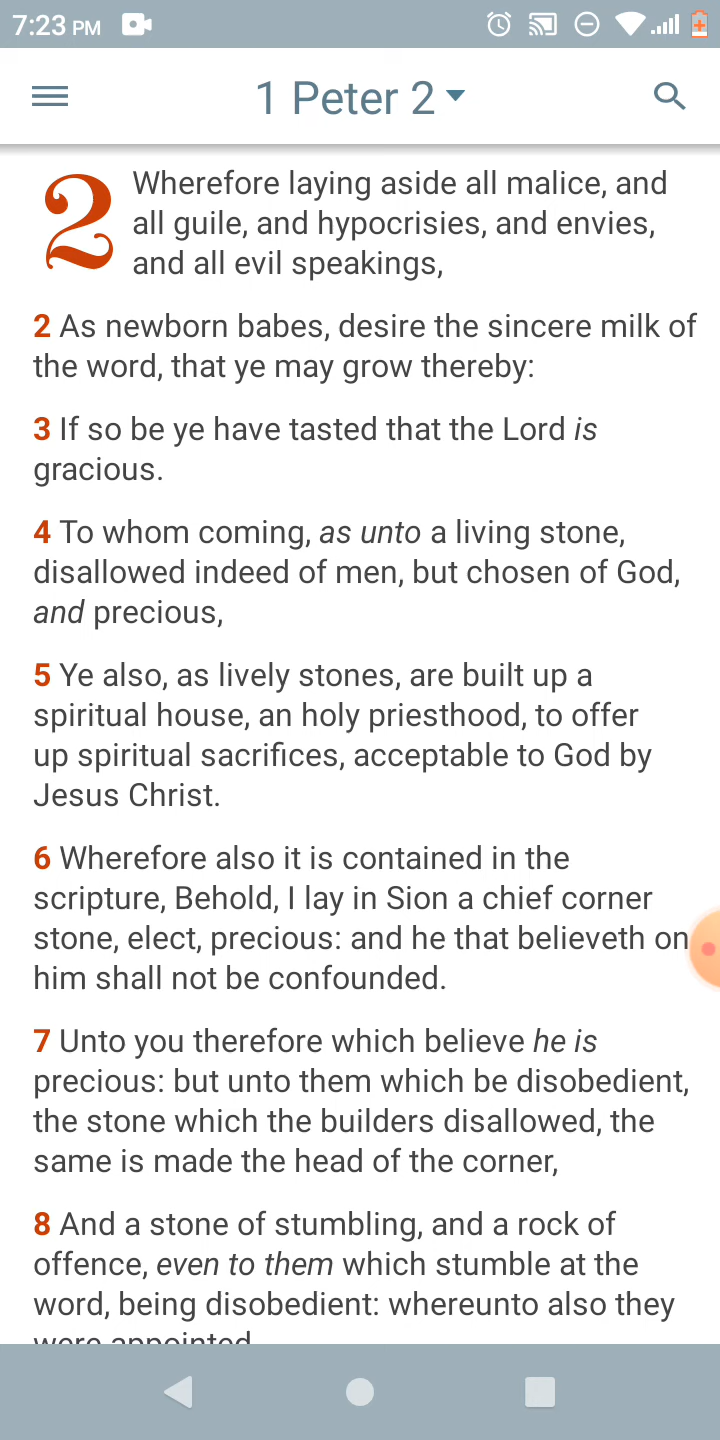 7:23 PM
1 Peter 2
2 Wherefore laying aside all malice, and
all guile, and hypocrisies, and envies,
and all evil speakings,
2 As newborn babes, desire the sincere milk of
the word, that ye may grow thereby:
3 If so be ye have tasted that the Lord is
gracious.
4 To whom coming, as unto a living stone,
disallowed indeed of men, but chosen of God,
and precious,
5 Ye also, as lively stones, are built up a
spiritual house, an holy priesthood, to offer
up spiritual sacrifices, acceptable to God by
Jesus Christ.
6 Wherefore also it is contained in the
scripture, Behold, I lay in Sion a chief corner
stone, elect, precious: and he that believeth on
him shall not be confounded.
7 Unto you therefore which believe he is
precious: but unto them which be disobedient,
the stone which the builders disallowed, the
same is made the head of the corner,
8 And a stone of stumbling, and a rock of
offence, even to them which stumble at the
word, being disobedient: whereunto also they
were appointed